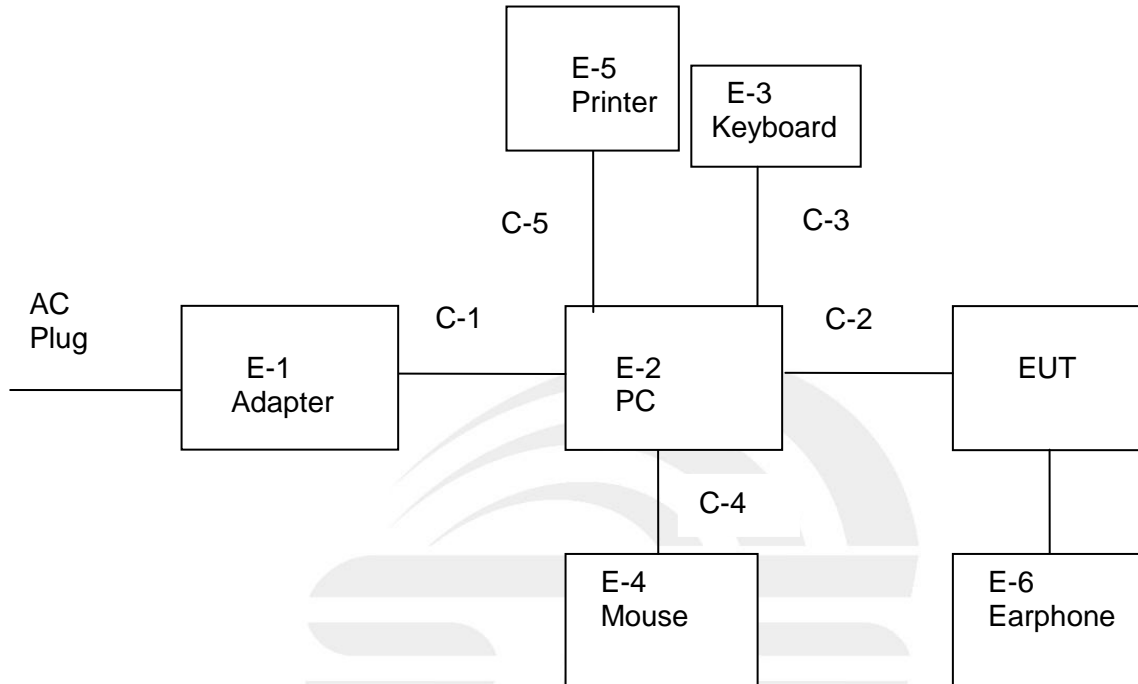 E-5
Printer
E-3
Keyboard
C-5
C-3
AC
Plug
C-1
C-2
E-1
Adapter
E-2
PC
EUT
C-4
E-4
Mouse
E-6
Earphone